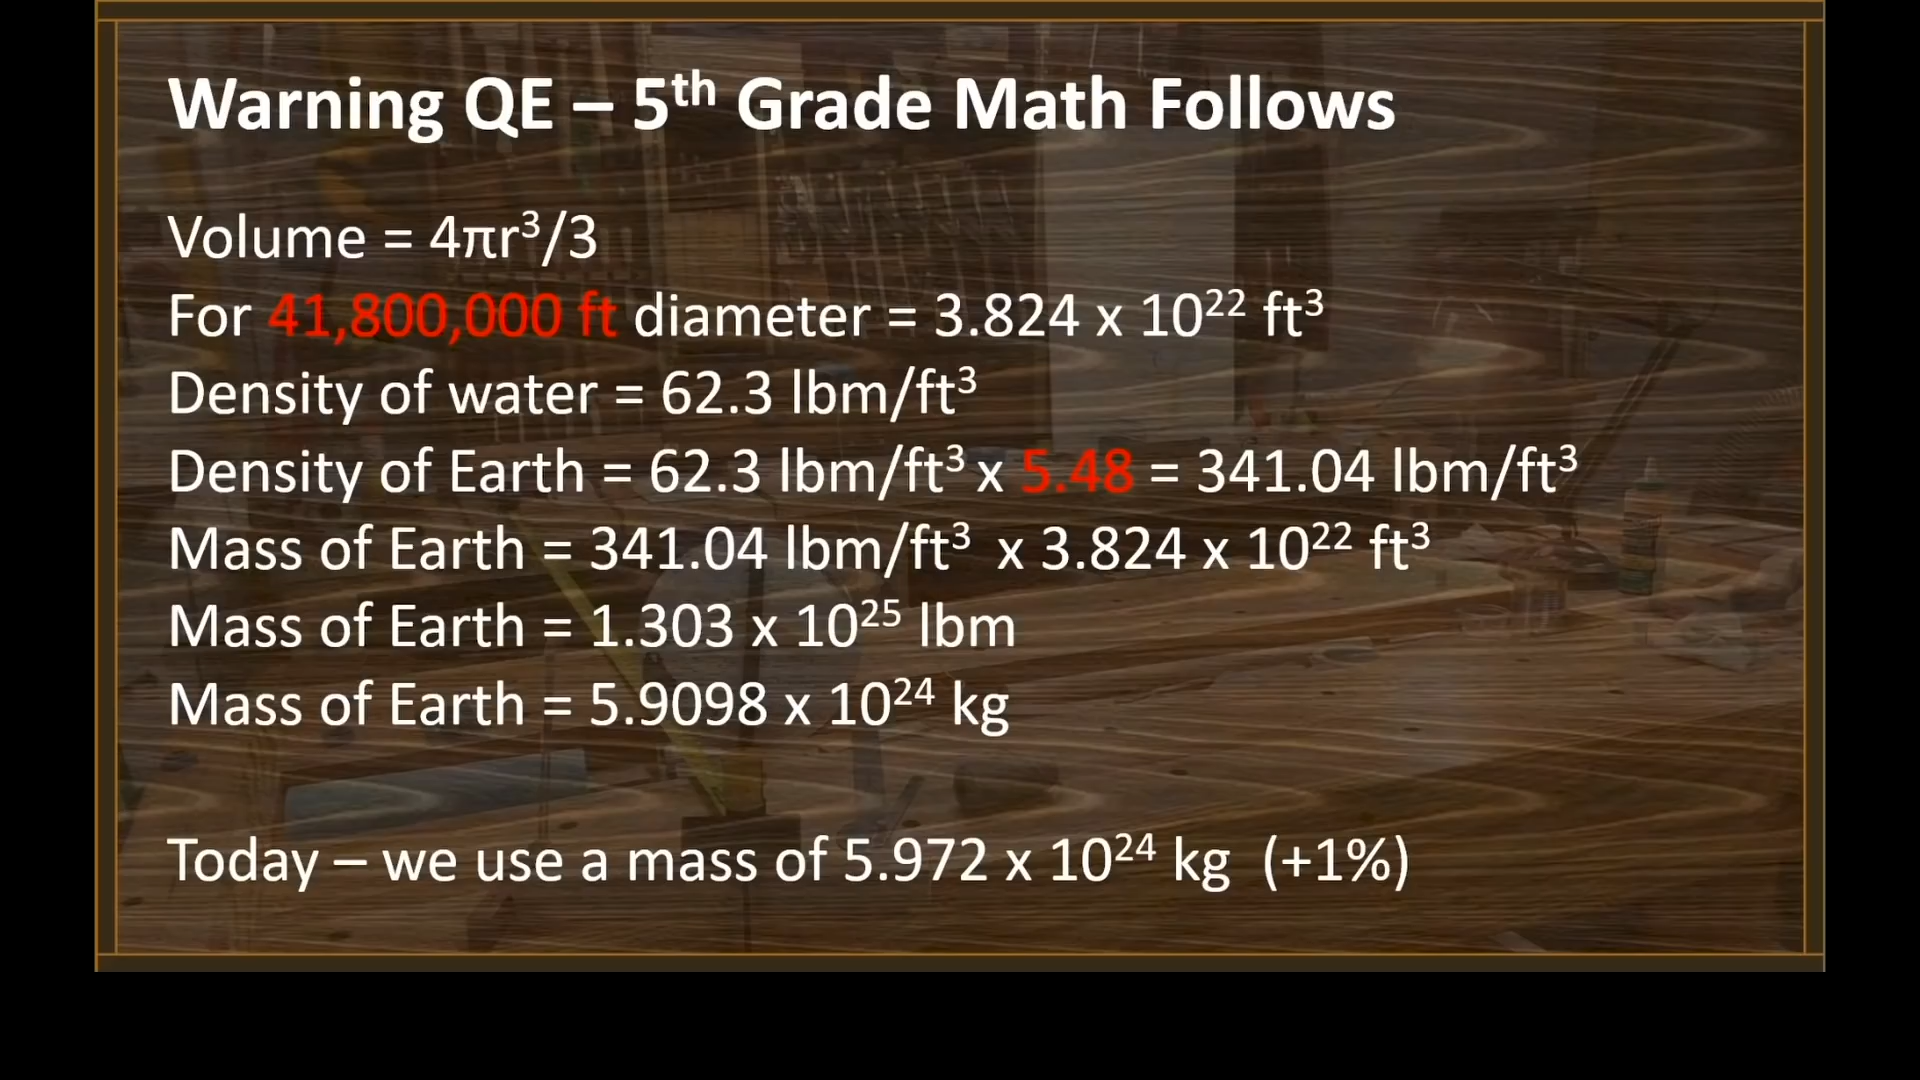 Warning QE – 5th Grade Math Follows
Volume = 4πr³/3
For 41,800,000 ft diameter = 3.824 x 10²² ft³
Density of water = 62.3 lbm/ft³
Density of Earth = 62.3 lbm/ft³ x 5.48 = 341.04 lbm/ft³
Mass of Earth = 341.04 lbm/ft³ x 3.824 x 10²² ft³
Mass of Earth = 1.303 x 10²⁵ lbm
Mass of Earth = 5.9098 x 10²⁴ kg
Today – we use a mass of 5.972 x 10²⁴ kg (+1%)